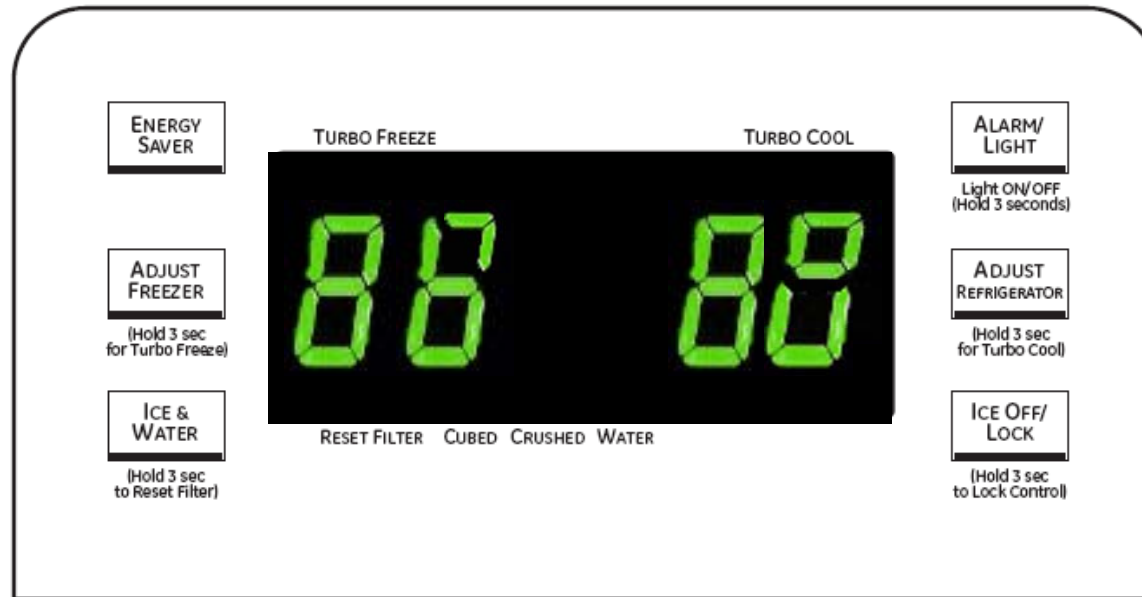 ENERGY
SAVER
TURBO FREEZE
TURBO COOL
ALARM/
LIGHT
Light ON/OFF
(Hold 3 seconds)
88 88
ADJUST
FREEZER
(Hold 3 sec
for Turbo Freeze)
ADJUST
REFRIGERATOR
(Hold 3 sec
for Turbo Cool)
ICE &
WATER
(Hold 3 sec
to Reset Filter)
RESET FILTER CUBED CRUSHED WATER
ICE OFF/
LOCK
(Hold 3 sec
to Lock Control)